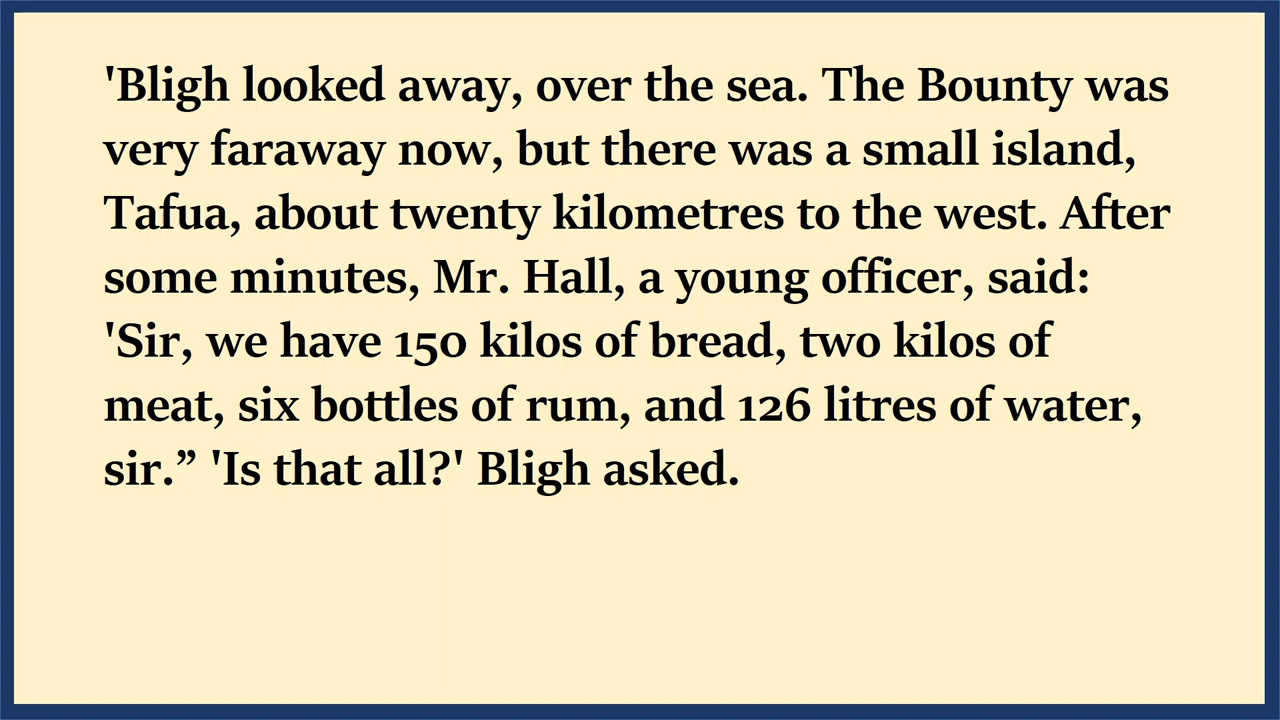 'Bligh looked away, over the sea. The Bounty was
very faraway now, but there was a small island,
Tafua, about twenty kilometres to the west. After
some minutes, Mr. Hall, a young officer, said:
'Sir, we have 150 kilos of bread, two kilos of
meat, six bottles of rum, and 126 litres of water,
sir.” 'Is that all?' Bligh asked.